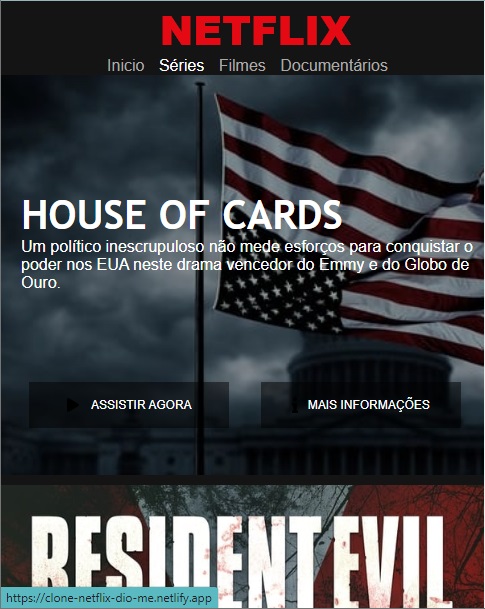 NETFLIX
Inicio Séries Filmes Documentários
HOUSE OF CARDS
Um político inescrupuloso não mede esforços para conquistar o
poder nos EUA neste drama vencedor do Emmy e do Globo de
Ouro.
ASSISTIR AGORA MAIS INFORMAÇÕES
RESIDENT EVIL
https://clone-netflix-dio-me.netlify.app